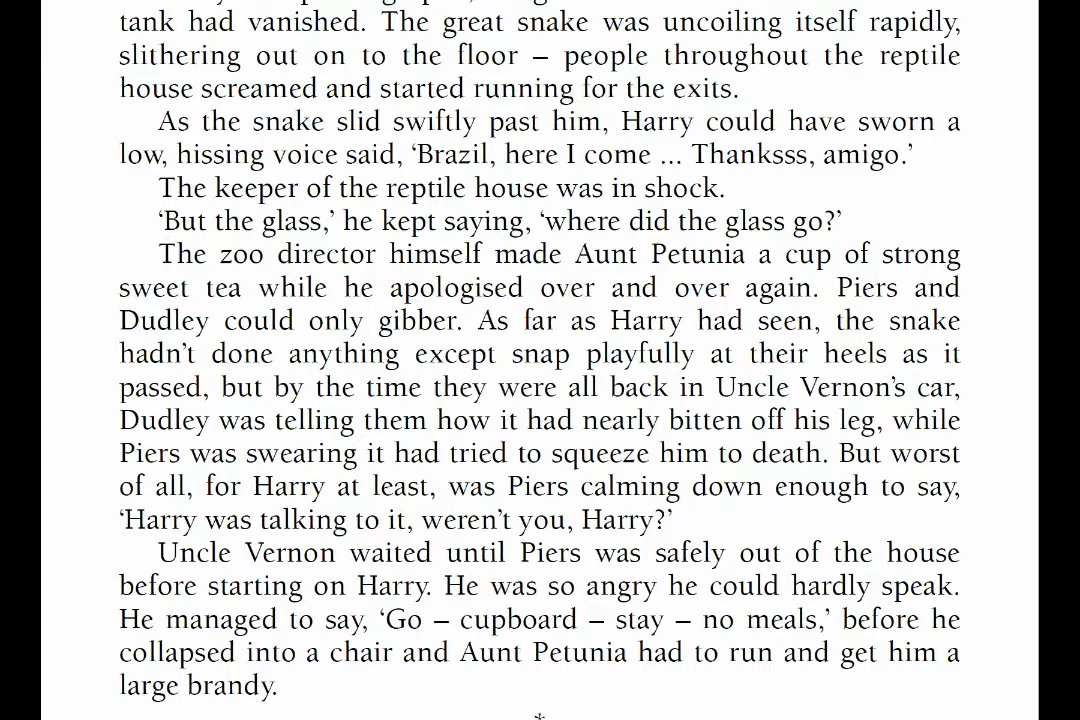 tank had vanished. The great snake was uncoiling itself rapidly,
slithering out on to the floor – people throughout the reptile
house screamed and started running for the exits.
As the snake slid swiftly past him, Harry could have sworn a
low, hissing voice said, ‘Brazil, here I come ... Thanksss, amigo.’
The keeper of the reptile house was in shock.
‘But the glass,’ he kept saying, ‘where did the glass go?’
The zoo director himself made Aunt Petunia a cup of strong
sweet tea while he apologised over and over again. Piers and
Dudley could only gibber. As far as Harry had seen, the snake
hadn’t done anything except snap playfully at their heels as it
passed, but by the time they were all back in Uncle Vernon’s car,
Dudley was telling them how it had nearly bitten off his leg, while
Piers was swearing it had tried to squeeze him to death. But worst
of all, for Harry at least, was Piers calming down enough to say,
‘Harry was talking to it, weren’t you, Harry?’
Uncle Vernon waited until Piers was safely out of the house
before starting on Harry. He was so angry he could hardly speak.
He managed to say, ‘Go – cupboard – stay – no meals,’ before he
collapsed into a chair and Aunt Petunia had to run and get him a
large brandy.
*